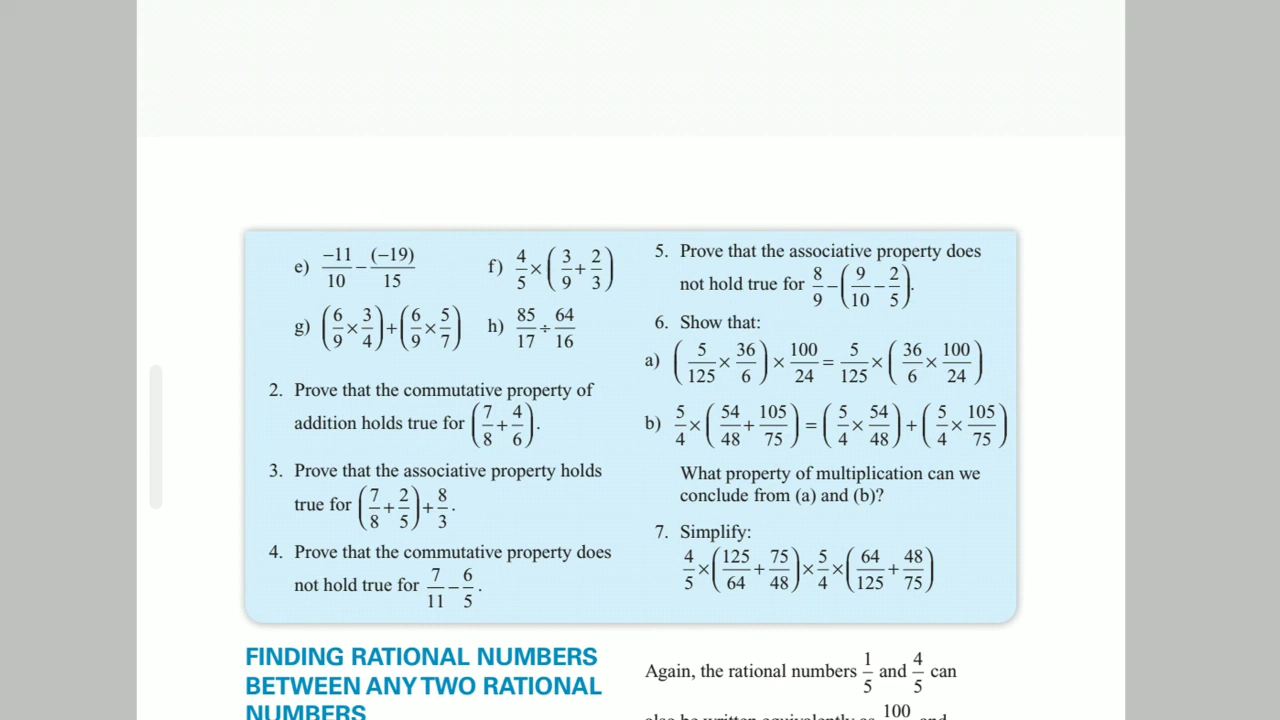 e) −11/10 − (−19)/15 f) 4/5 × (3/9 + 2/3)
g) (6/9 × 3/4) + (6/9 × 5/7) h) 85/17 ÷ 64/16
2. Prove that the commutative property of
addition holds true for (7/8 + 4/6).
3. Prove that the associative property holds
true for (7/8 + 2/5) + 8/3.
4. Prove that the commutative property does
not hold true for 7/11 − 6/5.
5. Prove that the associative property does
not hold true for 8/9 − (9/10 − 2/5).
6. Show that:
a) (5/125 × 36/6) × 100/24 = 5/125 × (36/6 × 100/24)
b) 5/4 × (54/48 + 105/75) = (5/4 × 54/48) + (5/4 × 105/75)
What property of multiplication can we
conclude from (a) and (b)?
7. Simplify:
4/5 × (125/64 + 75/48) × 5/4 × (64/125 + 48/75)
FINDING RATIONAL NUMBERS
BETWEEN ANY TWO RATIONAL
NUMBERS
Again, the rational numbers 1/5 and 4/5 can
also be written equivalently as 100 and